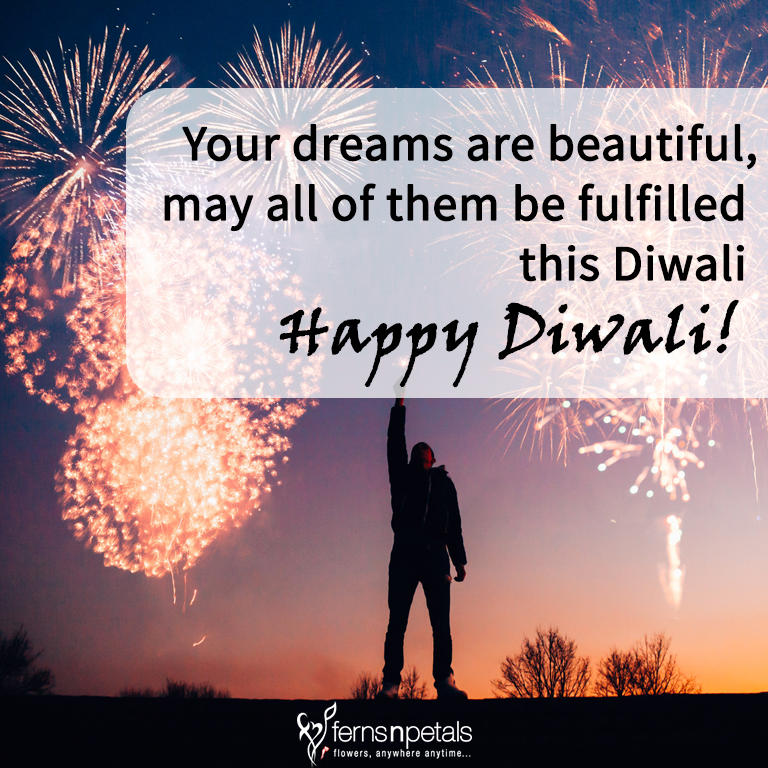 Your dreams are beautiful,
may all of them be fulfilled
this Diwali
Happy Diwali!
fernsnpetals
flowers, anywhere anytime...